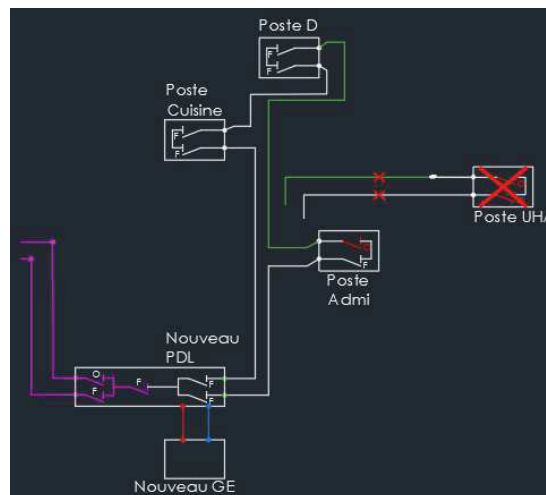 Poste D
F
F
Poste
Cuisine
F
F
Poste UHA
O
F
Poste
Admi
Nouveau
PDL
O
F
F
F
F
Nouveau GE